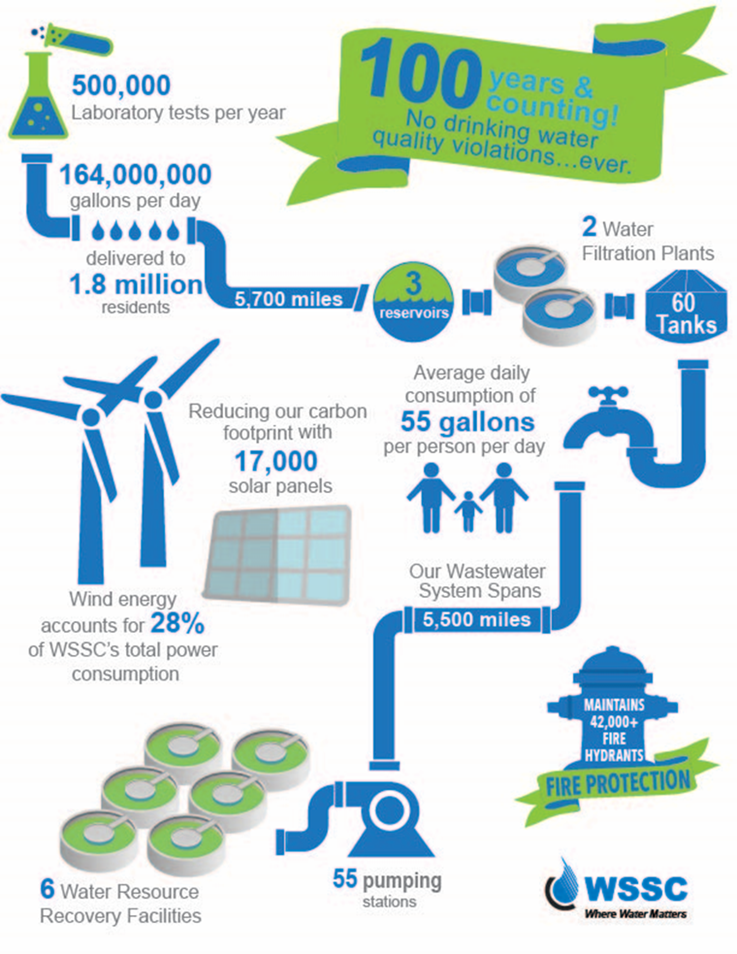 500,000
Laboratory tests per year
100 years &
counting!
No drinking water
quality violations...ever.
164,000,000
gallons per day
delivered to
1.8 million
residents
5,700 miles
3
reservoirs
2 Water
Filtration Plants
60
Tanks
Average daily
consumption of
55 gallons
per person per day
Reducing our carbon
footprint with
17,000
solar panels
Wind energy
accounts for 28%
of WSSC's total power
consumption
Our Wastewater
System Spans
5,500 miles
MAINTAINS
42,000+
FIRE
HYDRANTS
FIRE PROTECTION
55 pumping
stations
6 Water Resource
Recovery Facilities
WSSC
Where Water Matters